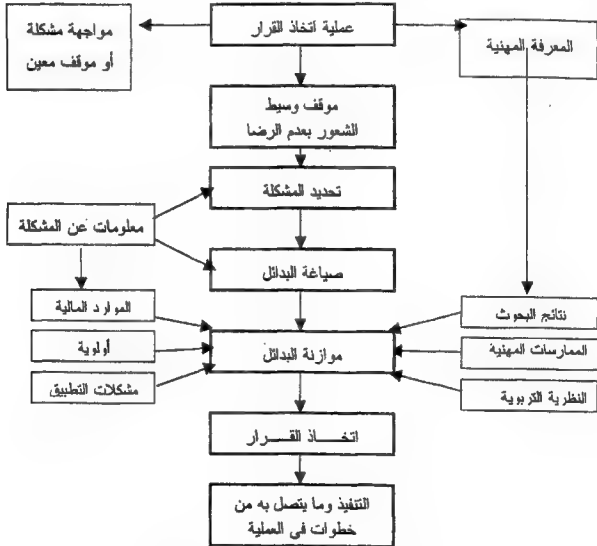 عملية اتخاذ القرار
مواجهة مشكلة
أو موقف معين
المعرفة المهنية
موقف وسيط
الشعور بعدم الرضا
تحديد المشكلة
معلومات عن المشكلة
صياغة البدائل
الموارد المالية
نتائج البحوث
أولوية
موازنة البدائل
الممارسات المهنية
مشكلات التطبيق
النظرية التربوية
اتخــــاذ القـــرار
التنفيذ وما يتصل به من
خطوات فى العملية